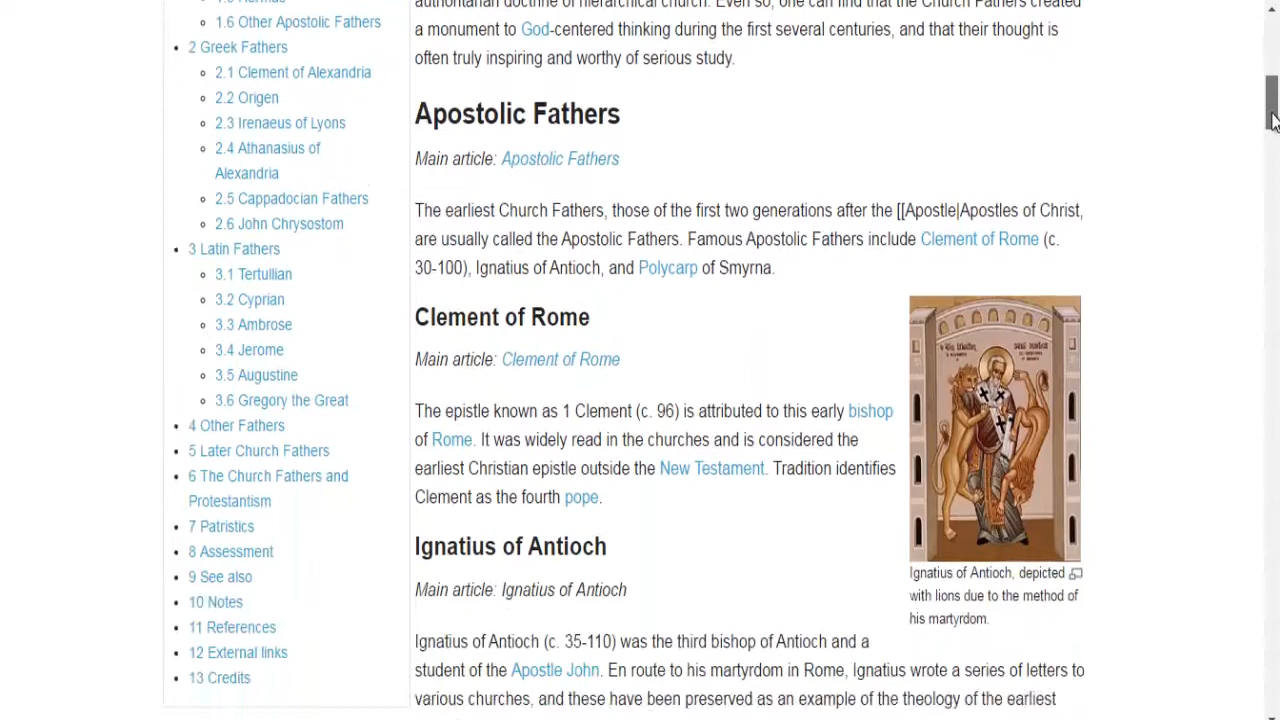 1.6 Other Apostolic Fathers
2 Greek Fathers
2.1 Clement of Alexandria
2.2 Origen
2.3 Irenaeus of Lyons
2.4 Athanasius of
Alexandria
2.5 Cappadocian Fathers
2.6 John Chrysostom
3 Latin Fathers
3.1 Tertullian
3.2 Cyprian
3.3 Ambrose
3.4 Jerome
3.5 Augustine
3.6 Gregory the Great
4 Other Fathers
5 Later Church Fathers
6 The Church Fathers and
Protestantism
7 Patristics
8 Assessment
9 See also
10 Notes
11 References
12 External links
13 Credits
authoritarian doctrine of hierarchical church. Even so, one can find that the Church Fathers created
a monument to God-centered thinking during the first several centuries, and that their thought is
often truly inspiring and worthy of serious study.
Apostolic Fathers
Main article: Apostolic Fathers
The earliest Church Fathers, those of the first two generations after the [[Apostle|Apostles of Christ,
are usually called the Apostolic Fathers. Famous Apostolic Fathers include Clement of Rome (c.
30-100), Ignatius of Antioch, and Polycarp of Smyrna.
Clement of Rome
Main article: Clement of Rome
The epistle known as 1 Clement (c. 96) is attributed to this early bishop
of Rome. It was widely read in the churches and is considered the
earliest Christian epistle outside the New Testament. Tradition identifies
Clement as the fourth pope.
Ignatius of Antioch, depicted
with lions due to the method of
his martyrdom.
Ignatius of Antioch
Main article: Ignatius of Antioch
Ignatius of Antioch (c. 35-110) was the third bishop of Antioch and a
student of the Apostle John. En route to his martyrdom in Rome, Ignatius wrote a series of letters to
various churches, and these have been preserved as an example of the theology of the earliest